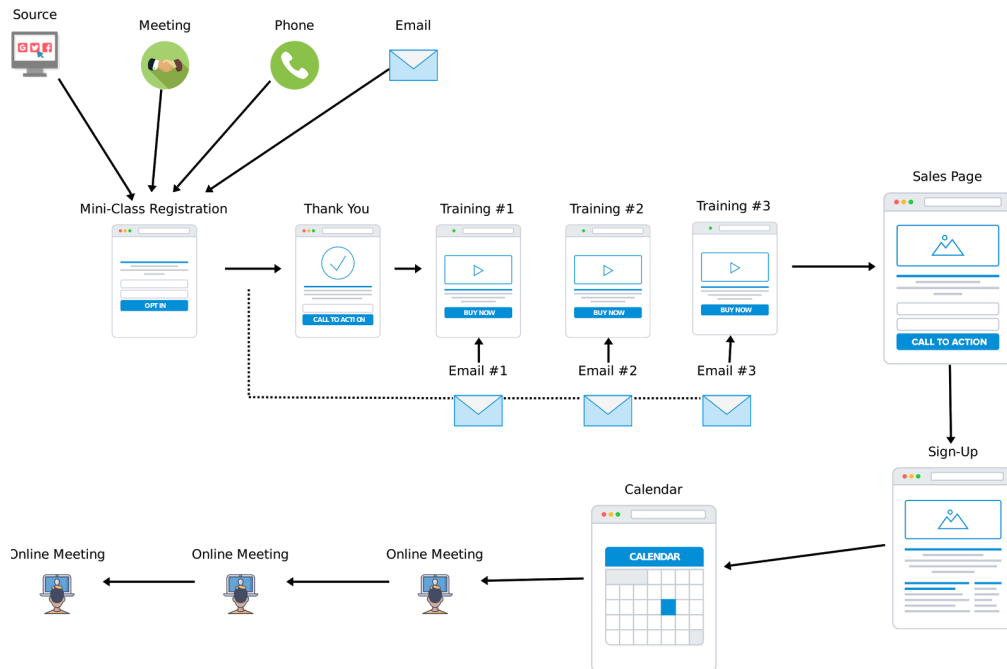 Source
Meeting
Phone
Email
Mini-Class Registration
Thank You
Training #1
Training #2
Training #3
Sales Page
OPT IN
CALL TO ACTION
BUY NOW
BUY NOW
BUY NOW
CALL TO ACTION
Email #1
Email #2
Email #3
Sign-Up
Calendar
CALENDAR
Online Meeting
Online Meeting
Online Meeting